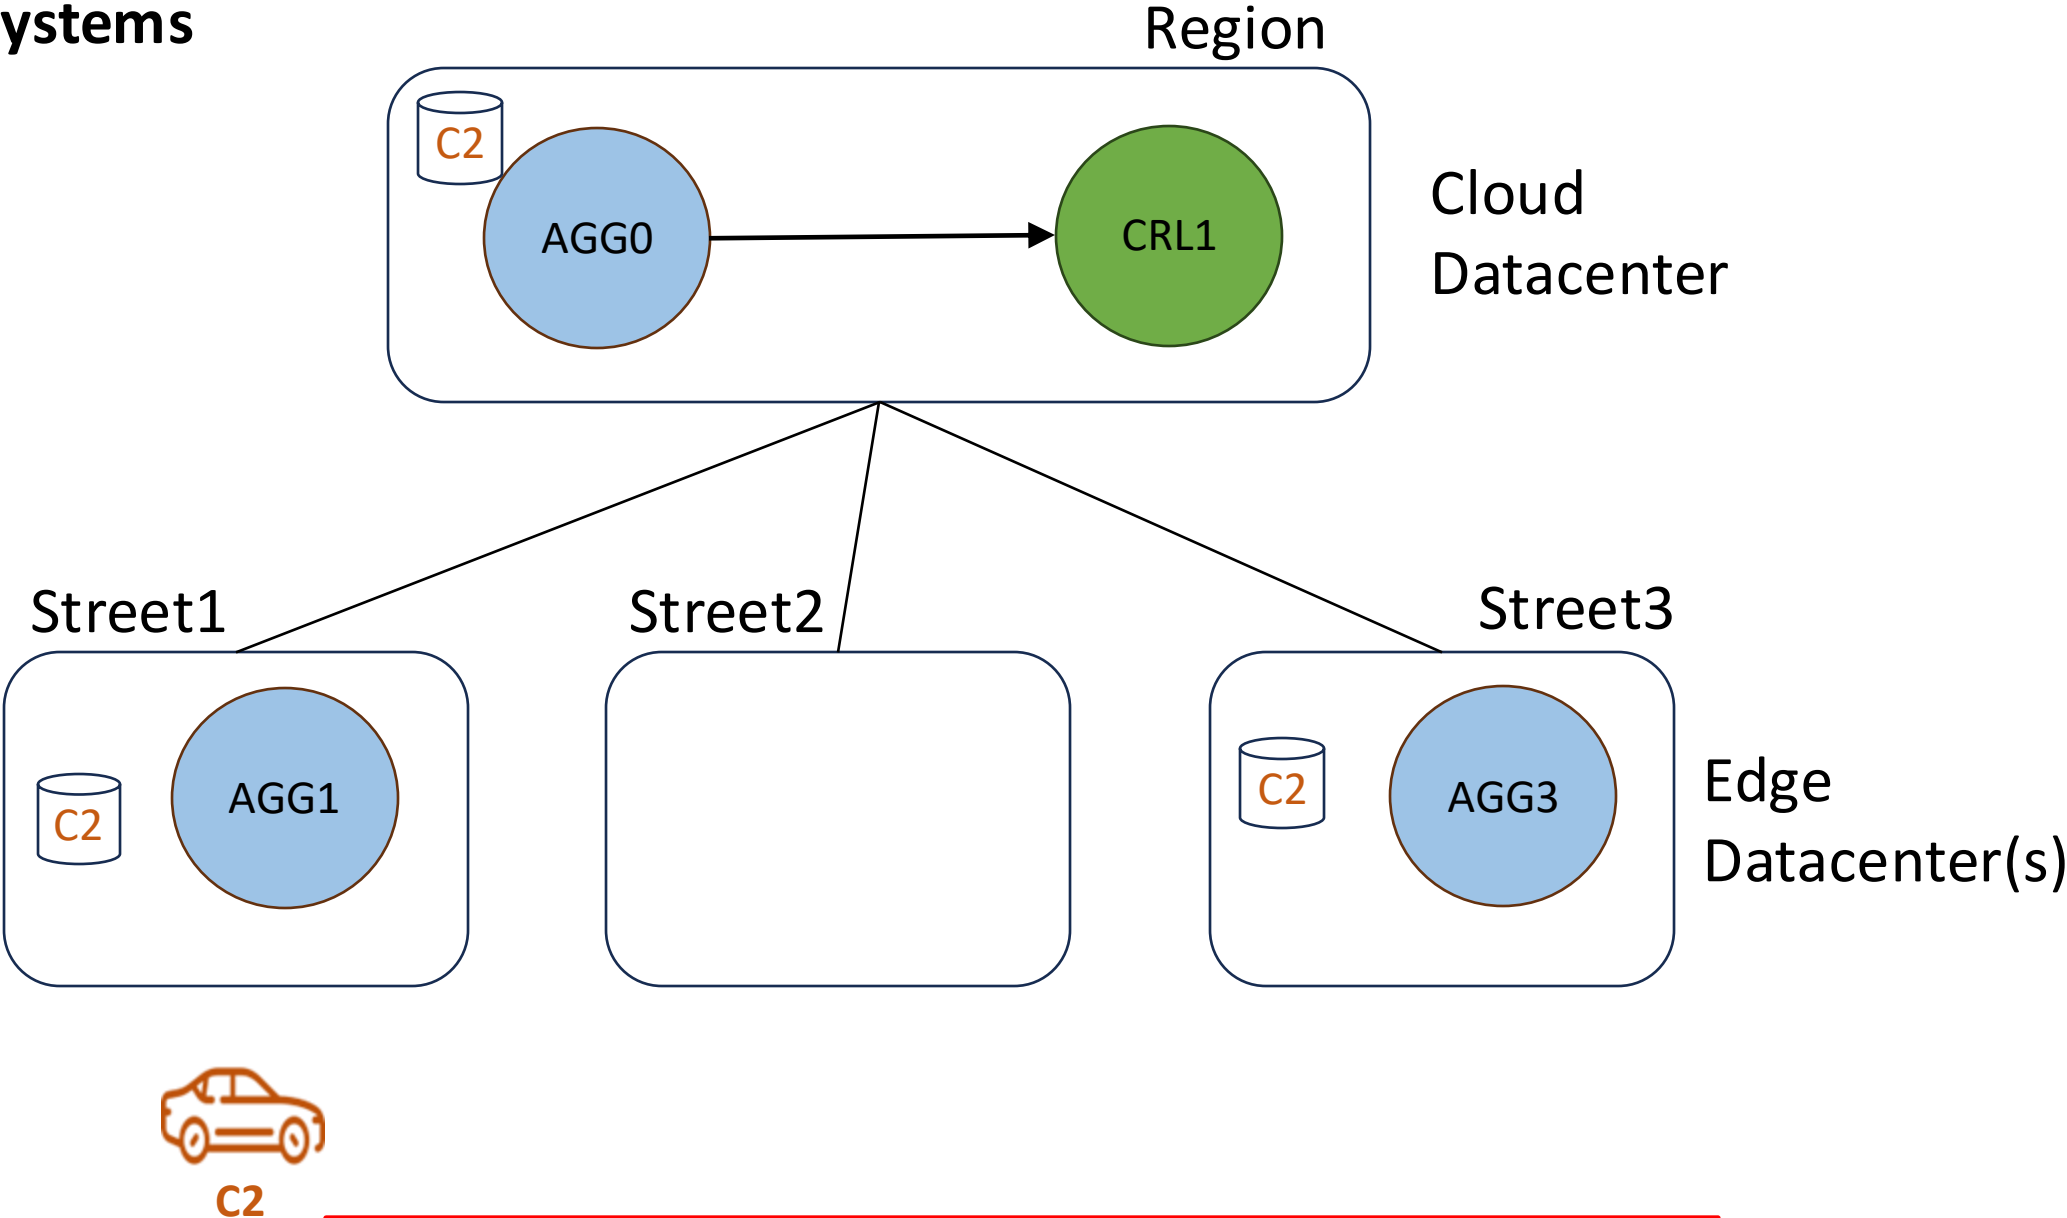 ystems
Region
C2
AGG0
CRL1
Cloud
Datacenter
Street1
Street2
Street3
AGG1
C2
C2
AGG3
Edge
Datacenter(s)
C2